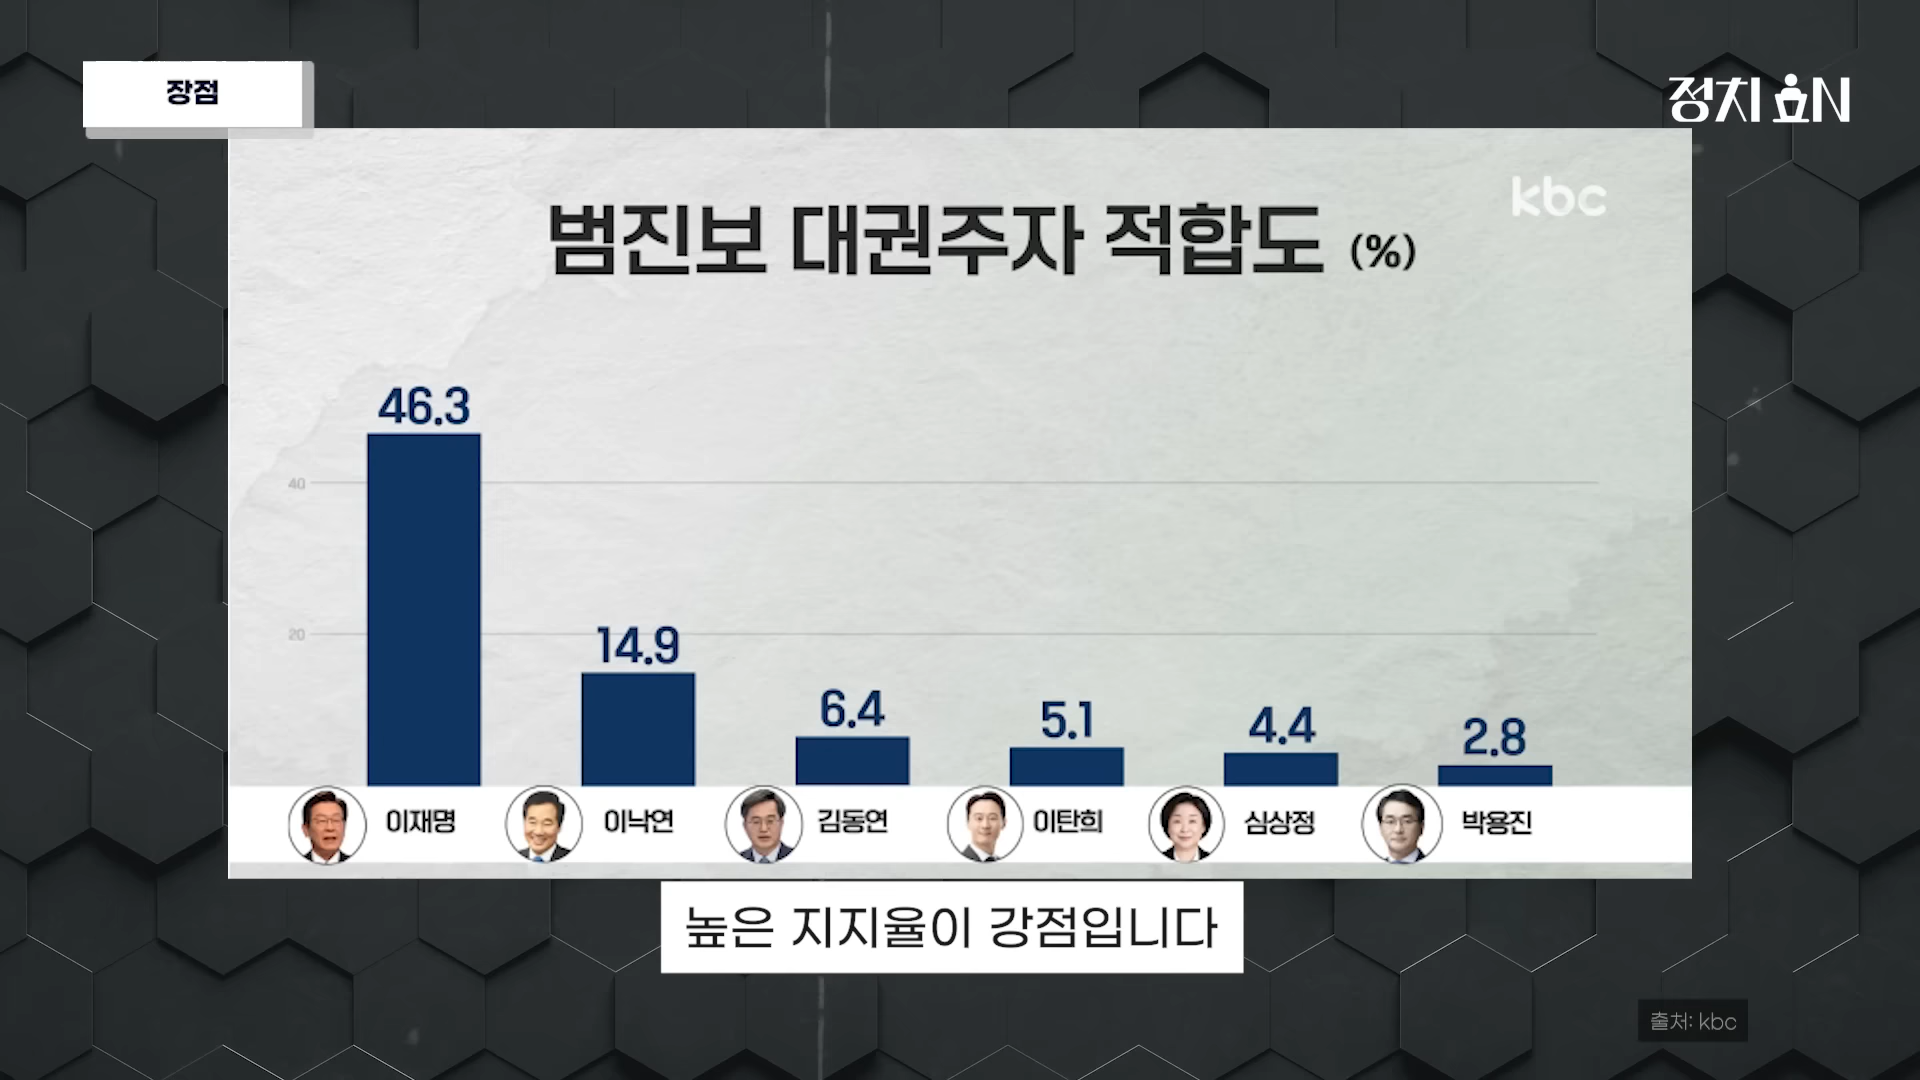 장점
정치 IN
kbc
범진보 대권주자 적합도 (%)
46.3
40
14.9
20
6.4
5.1
4.4
2.8
이재명 이낙연 김동연 이탄희 심상정 박용진
높은 지지율이 강점입니다
출처: kbc